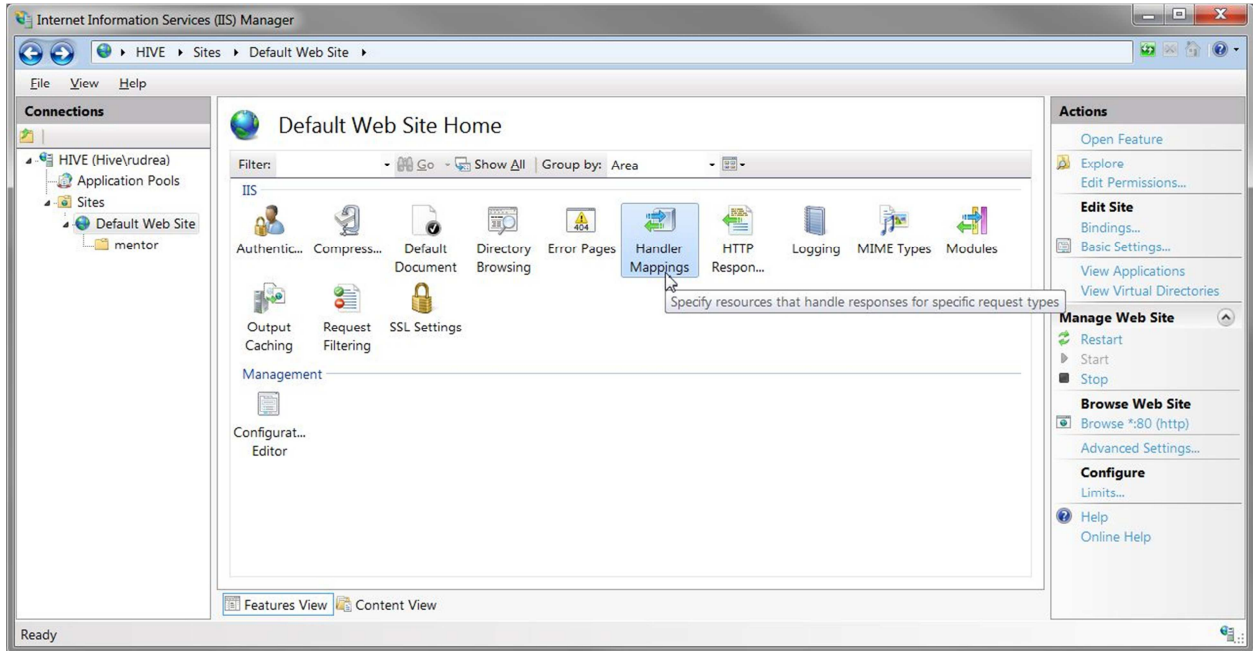 Internet Information Services (IIS) Manager
HIVE Sites Default Web Site
File View Help
Connections
HIVE (Hive\rudrea)
Application Pools
Sites
Default Web Site
mentor
Default Web Site Home
Filter: Go Show All Group by: Area
IIS
Authentic... Compress... Default Document Directory Browsing Error Pages Handler Mappings HTTP Respon... Logging MIME Types Modules
404
Specify resources that handle responses for specific request types
Output Caching Request Filtering SSL Settings
Management
Configurat... Editor
Features View Content View
Actions
Open Feature
Explore
Edit Permissions...
Edit Site
Bindings...
Basic Settings...
View Applications
View Virtual Directories
Manage Web Site
Restart
Start
Stop
Browse Web Site
Browse *:80 (http)
Advanced Settings...
Configure
Limits...
Help
Online Help
Ready